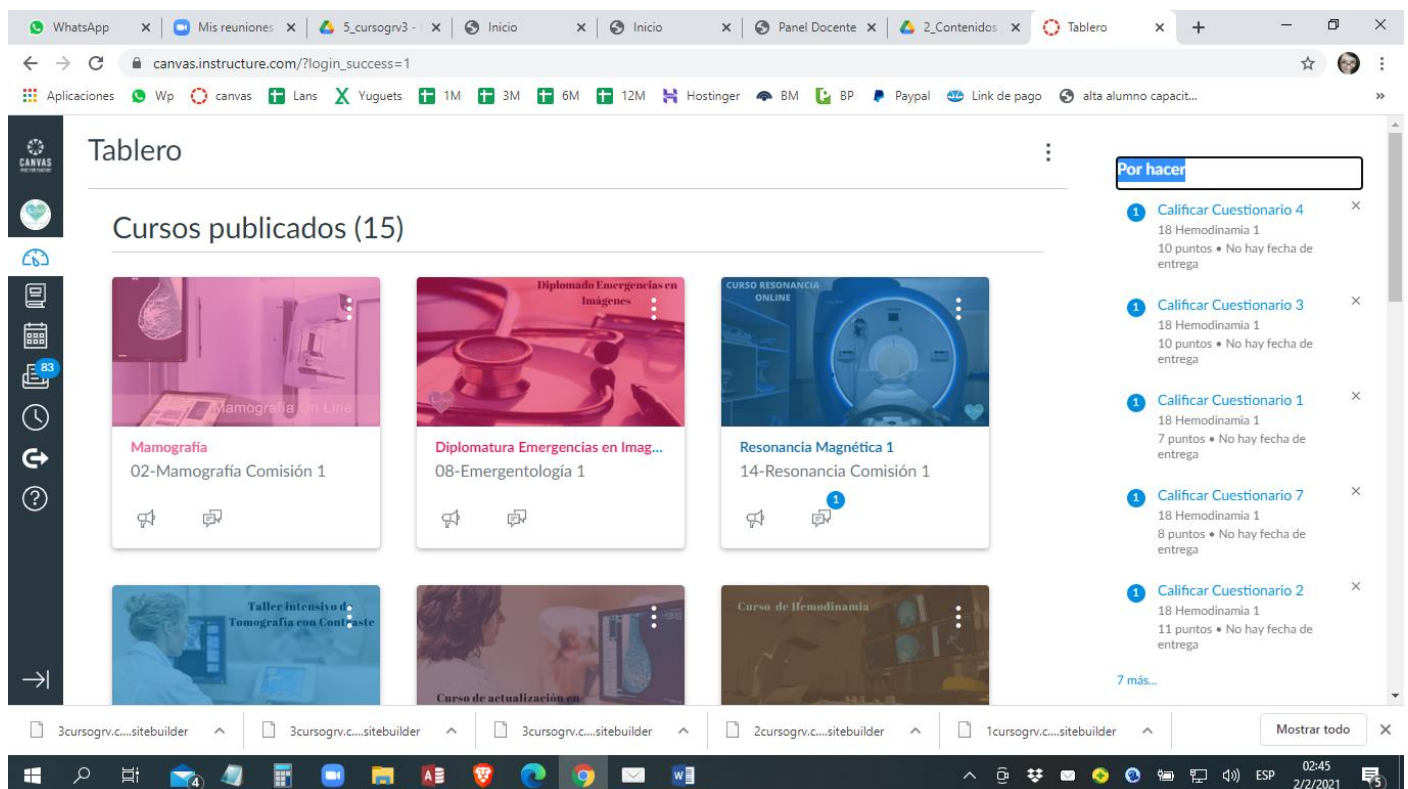 WhatsApp
Mis reuniones
5_cursogrv3 -
Inicio
Inicio
Panel Docente
2_Contenidos
Tablero
canvas.instructure.com/?login_success=1
Aplicaciones
Wp
canvas
Lans
Yuguets
1M
3M
6M
12M
Hostinger
BM
BP
Paypal
Link de pago
alta alumno capacit...
»
CANVAS
83
Tablero
Cursos publicados (15)
Mamografía On Line
Mamografía
02-Mamografía Comisión 1
Diplomado Emergencias en
Imágenes
Diplomatura Emergencias en Imag...
08-Emergentología 1
CURSO RESONANCIA
ONLINE
Resonancia Magnética 1
14-Resonancia Comisión 1
1
Taller intensivo de
Tomografía con Contraste
Curso de actualización en
Curso de Hemodinamia
Por hacer
1
Calificar Cuestionario 4
18 Hemodinamia 1
10 puntos • No hay fecha de
entrega
1
Calificar Cuestionario 3
18 Hemodinamia 1
10 puntos • No hay fecha de
entrega
1
Calificar Cuestionario 1
18 Hemodinamia 1
7 puntos • No hay fecha de
entrega
1
Calificar Cuestionario 7
18 Hemodinamia 1
8 puntos • No hay fecha de
entrega
1
Calificar Cuestionario 2
18 Hemodinamia 1
11 puntos • No hay fecha de
entrega
7 más...
3cursogrv.c....sitebuilder
3cursogrv.c....sitebuilder
3cursogrv.c....sitebuilder
2cursogrv.c....sitebuilder
1cursogrv.c....sitebuilder
Mostrar todo
4
ESP
02:45
2/2/2021
5